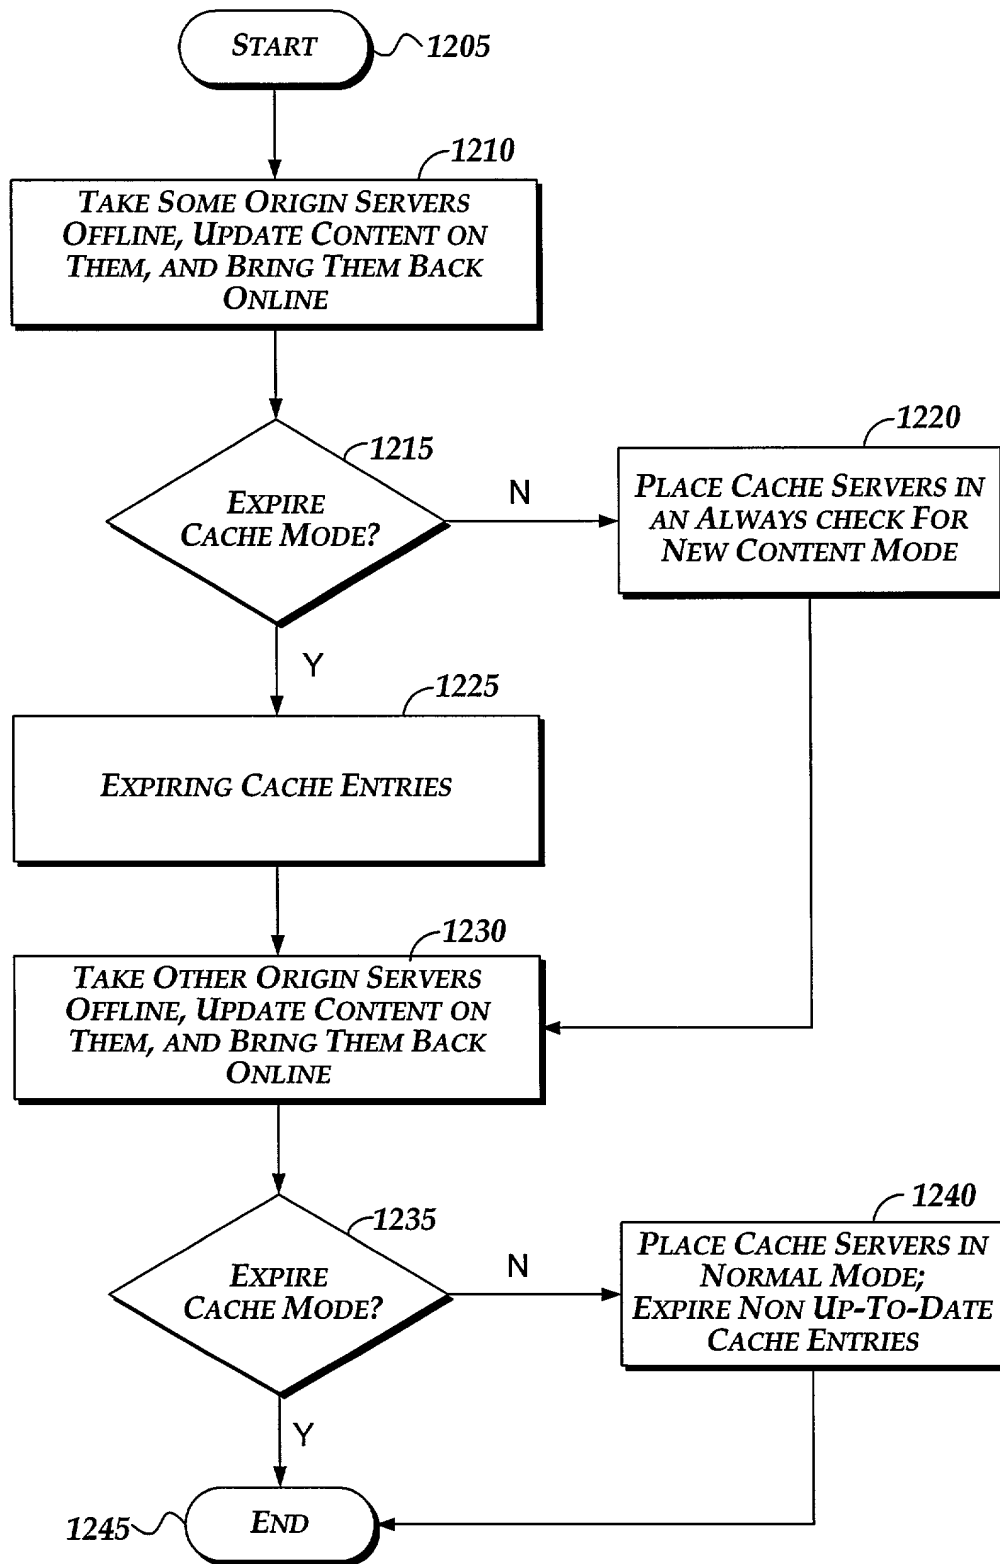 START
1205
1210
TAKE SOME ORIGIN SERVERS
OFFLINE, UPDATE CONTENT ON
THEM, AND BRING THEM BACK
ONLINE
1215
EXPIRE
CACHE MODE?
N
1220
PLACE CACHE SERVERS IN
AN ALWAYS CHECK FOR
NEW CONTENT MODE
Y
1225
EXPIRING CACHE ENTRIES
1230
TAKE OTHER ORIGIN SERVERS
OFFLINE, UPDATE CONTENT ON
THEM, AND BRING THEM BACK
ONLINE
1235
EXPIRE
CACHE MODE?
N
1240
PLACE CACHE SERVERS IN
NORMAL MODE;
EXPIRE NON UP-TO-DATE
CACHE ENTRIES
Y
1245
END